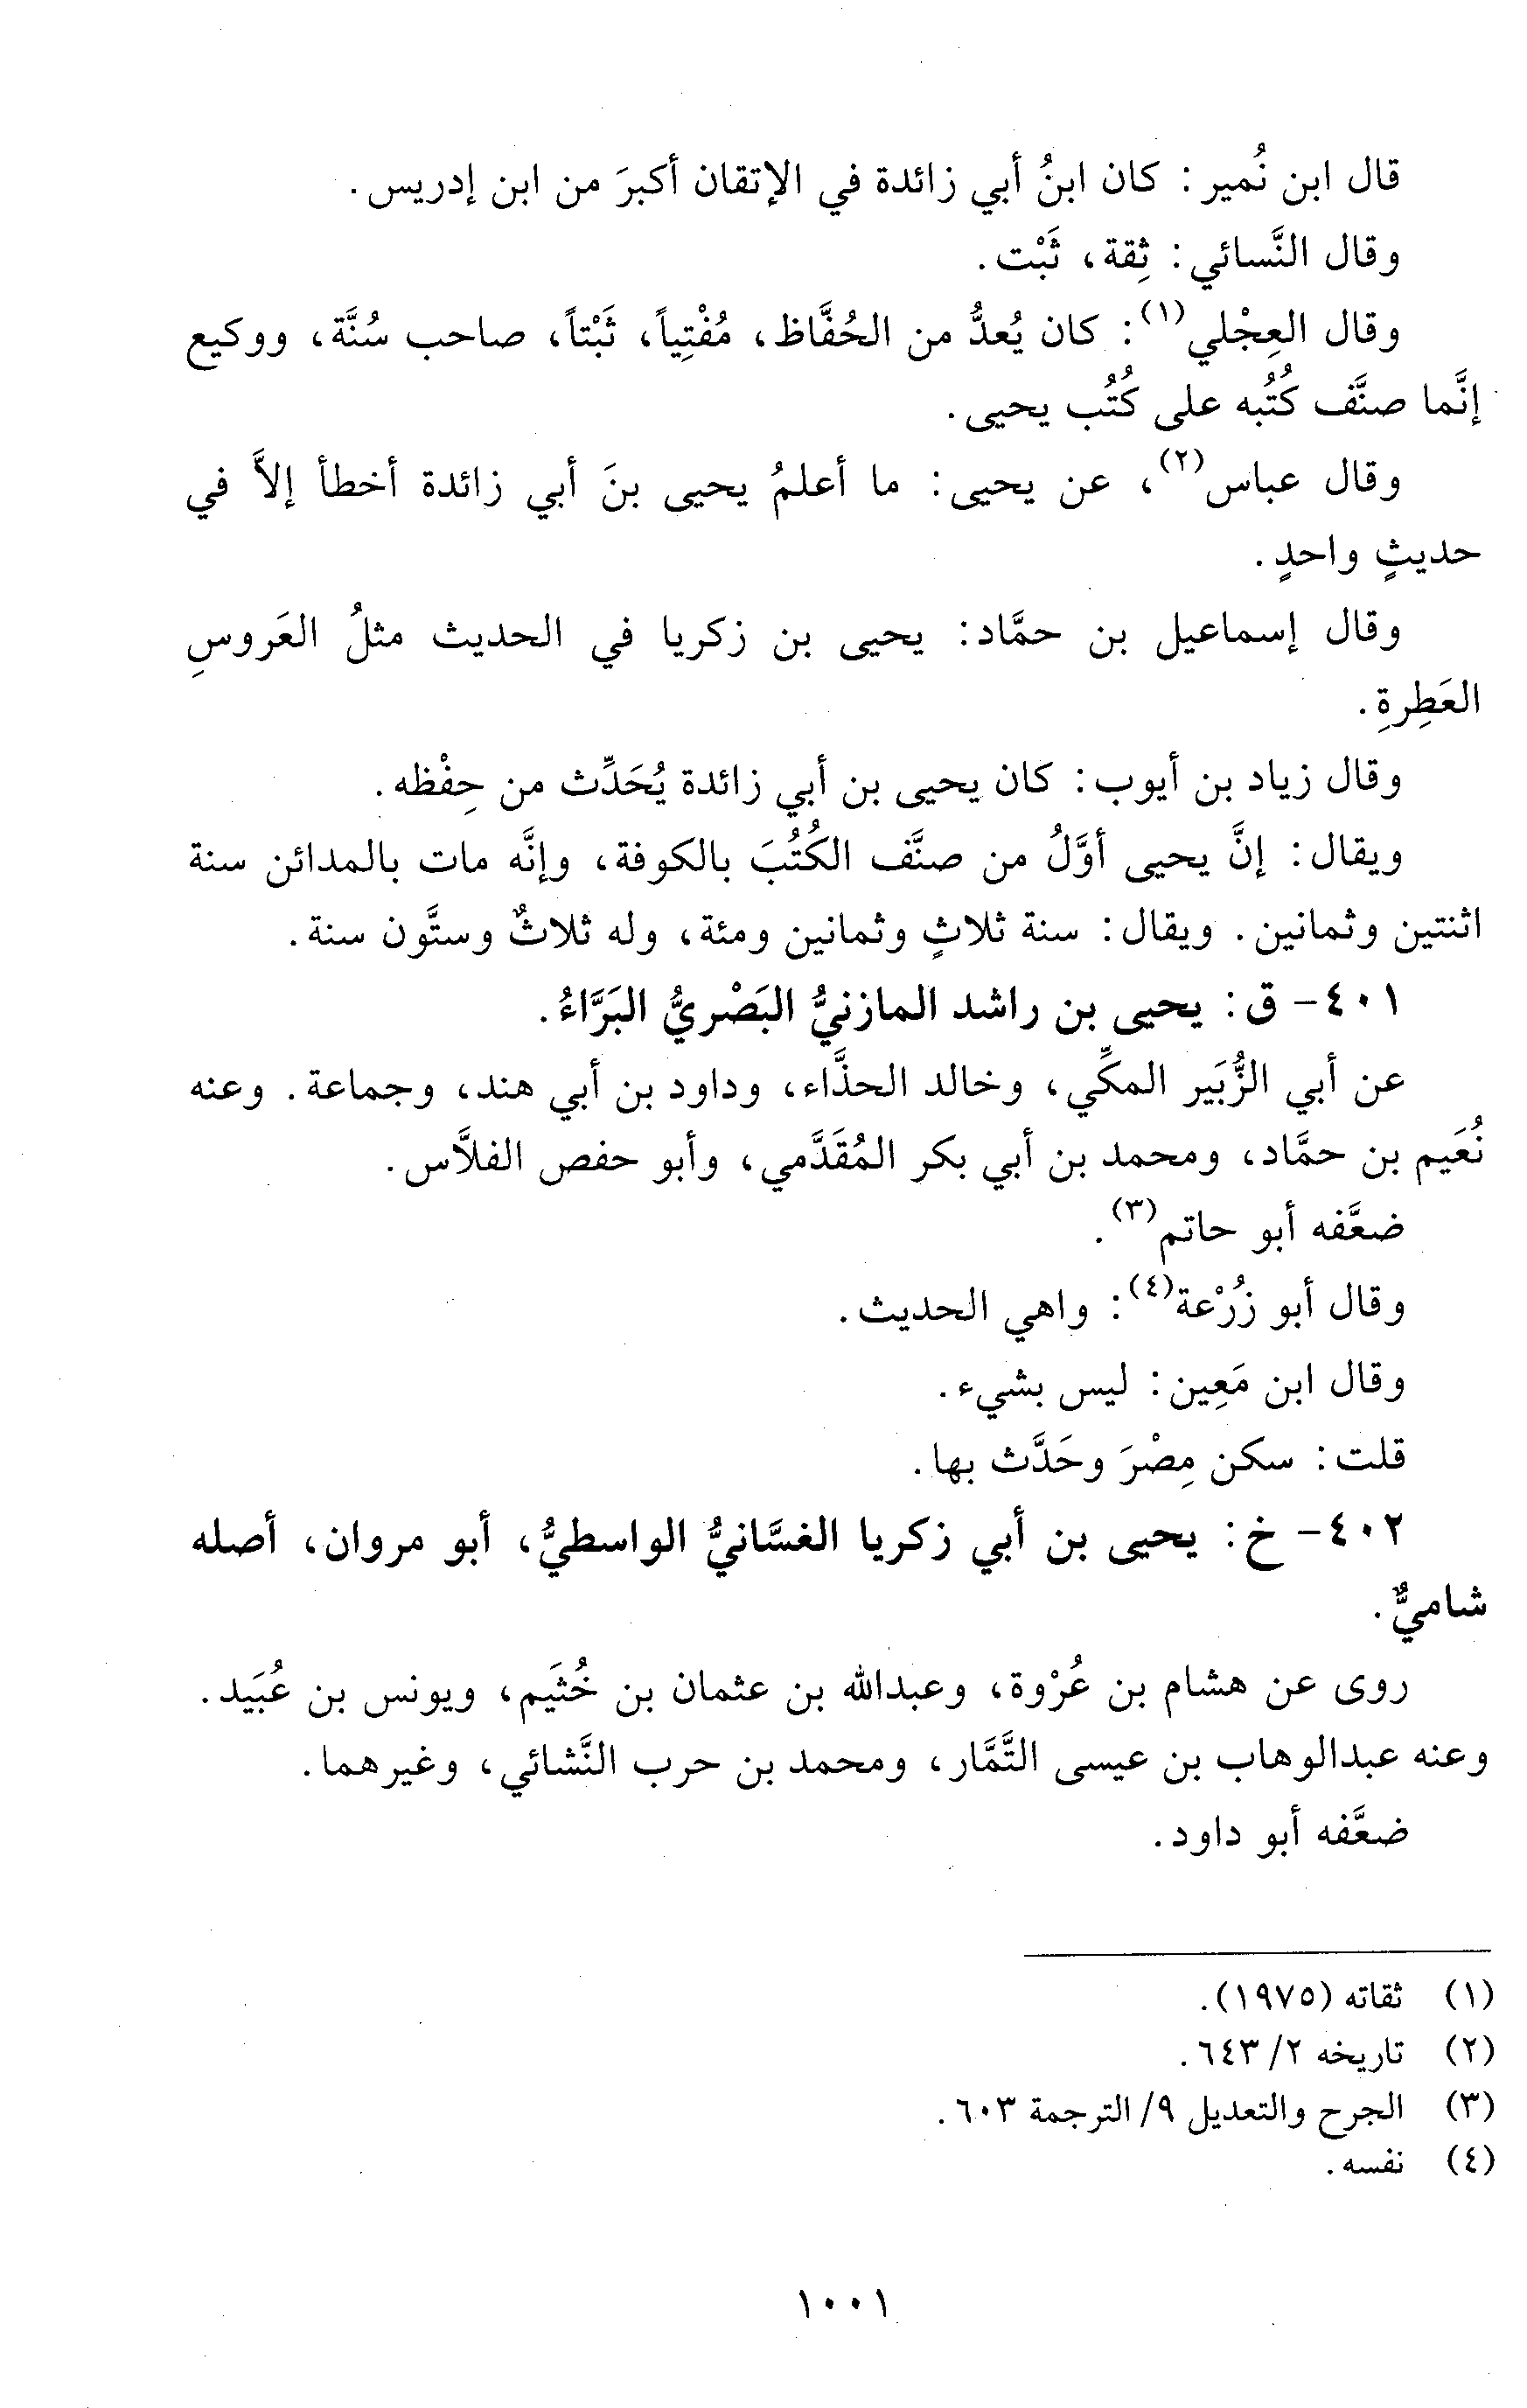 قال ابن نُمير: كان ابنُ أبي زائدة في الإتقان أكبرَ من ابن إدريس.
وقال النَّسائي: ثِقة، ثَبْت.
وقال العِجْلي(١): كان يُعدُّ من الحُفَّاظ، مُفْتِياً، ثَبْتاً، صاحب سُنَّة، ووكيع
إنَّما صنَّف كُتُبه على كُتُب يحيى.
وقال عباس(٢)، عن يحيى: ما أعلمُ يحيى بنَ أبي زائدة أخطأ إلاَّ في
حديثٍ واحدٍ.
وقال إسماعيل بن حمَّاد: يحيى بن زكريا في الحديث مثلُ العَروسِ
العَطِرةِ.
وقال زياد بن أيوب: كان يحيى بن أبي زائدة يُحَدِّث من حِفْظه.
ويقال: إنَّ يحيى أوَّلُ من صنَّف الكُتُبَ بالكوفة، وإنَّه مات بالمدائن سنة
اثنتين وثمانين. ويقال: سنة ثلاثٍ وثمانين ومئة، وله ثلاثٌ وستَّون سنة.
٤٠١- ق: يحيى بن راشد المازنيُّ البَصْريُّ البَرَّاءُ.
عن أبي الزُّبَير المكِّي، وخالد الحذَّاء، وداود بن أبي هند، وجماعة. وعنه
نُعَيم بن حمَّاد، ومحمد بن أبي بكر المُقَدَّمي، وأبو حفص الفلاَّس.
ضعَّفه أبو حاتم(٣).
وقال أبو زُرْعة(٤): واهي الحديث.
وقال ابن مَعِين: ليس بشيء.
قلت: سكن مِصْرَ وحَدَّث بها.
٤٠٢- خ: يحيى بن أبي زكريا الغسَّانيُّ الواسطيُّ، أبو مروان، أصله
شاميٌّ.
روى عن هشام بن عُرْوة، وعبدالله بن عثمان بن خُثَيم، ويونس بن عُبَيد.
وعنه عبدالوهاب بن عيسى التَّمَّار، ومحمد بن حرب النَّشائي، وغيرهما.
ضعَّفه أبو داود.
(١) ثقاته (١٩٧٥).
(٢) تاريخه ٢/ ٦٤٣.
(٣) الجرح والتعديل ٩/ الترجمة ٦٠٣.
(٤) نفسه.
١٠٠١